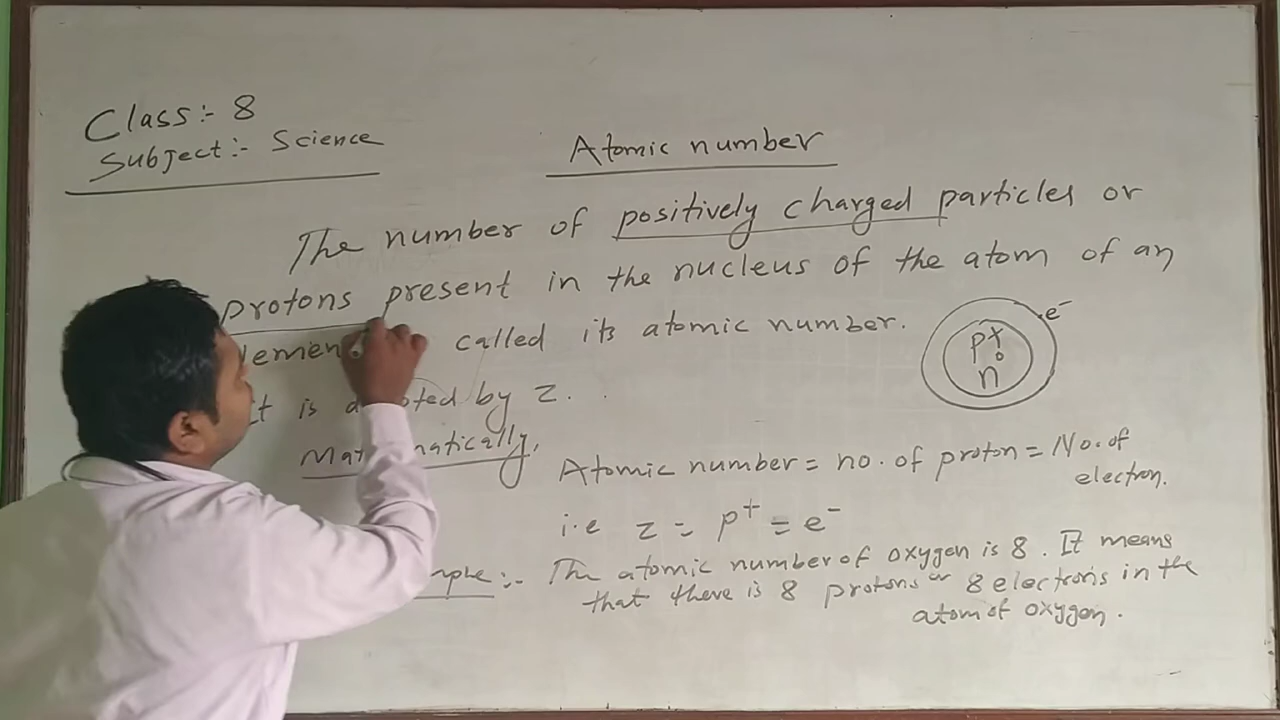 Class:- 8
Subject:- Science
Atomic number
The number of positively charged particles or
protons present in the nucleus of the atom of an
called its atomic number.
It is by Z.
e-
p+
n
Mathematically,
Atomic number = no. of proton = No. of
electron.
i.e Z = p+ = e-
:- The atomic number of oxygen is 8. It means
that there is 8 protons or 8 electrons in the
atom of oxygen.